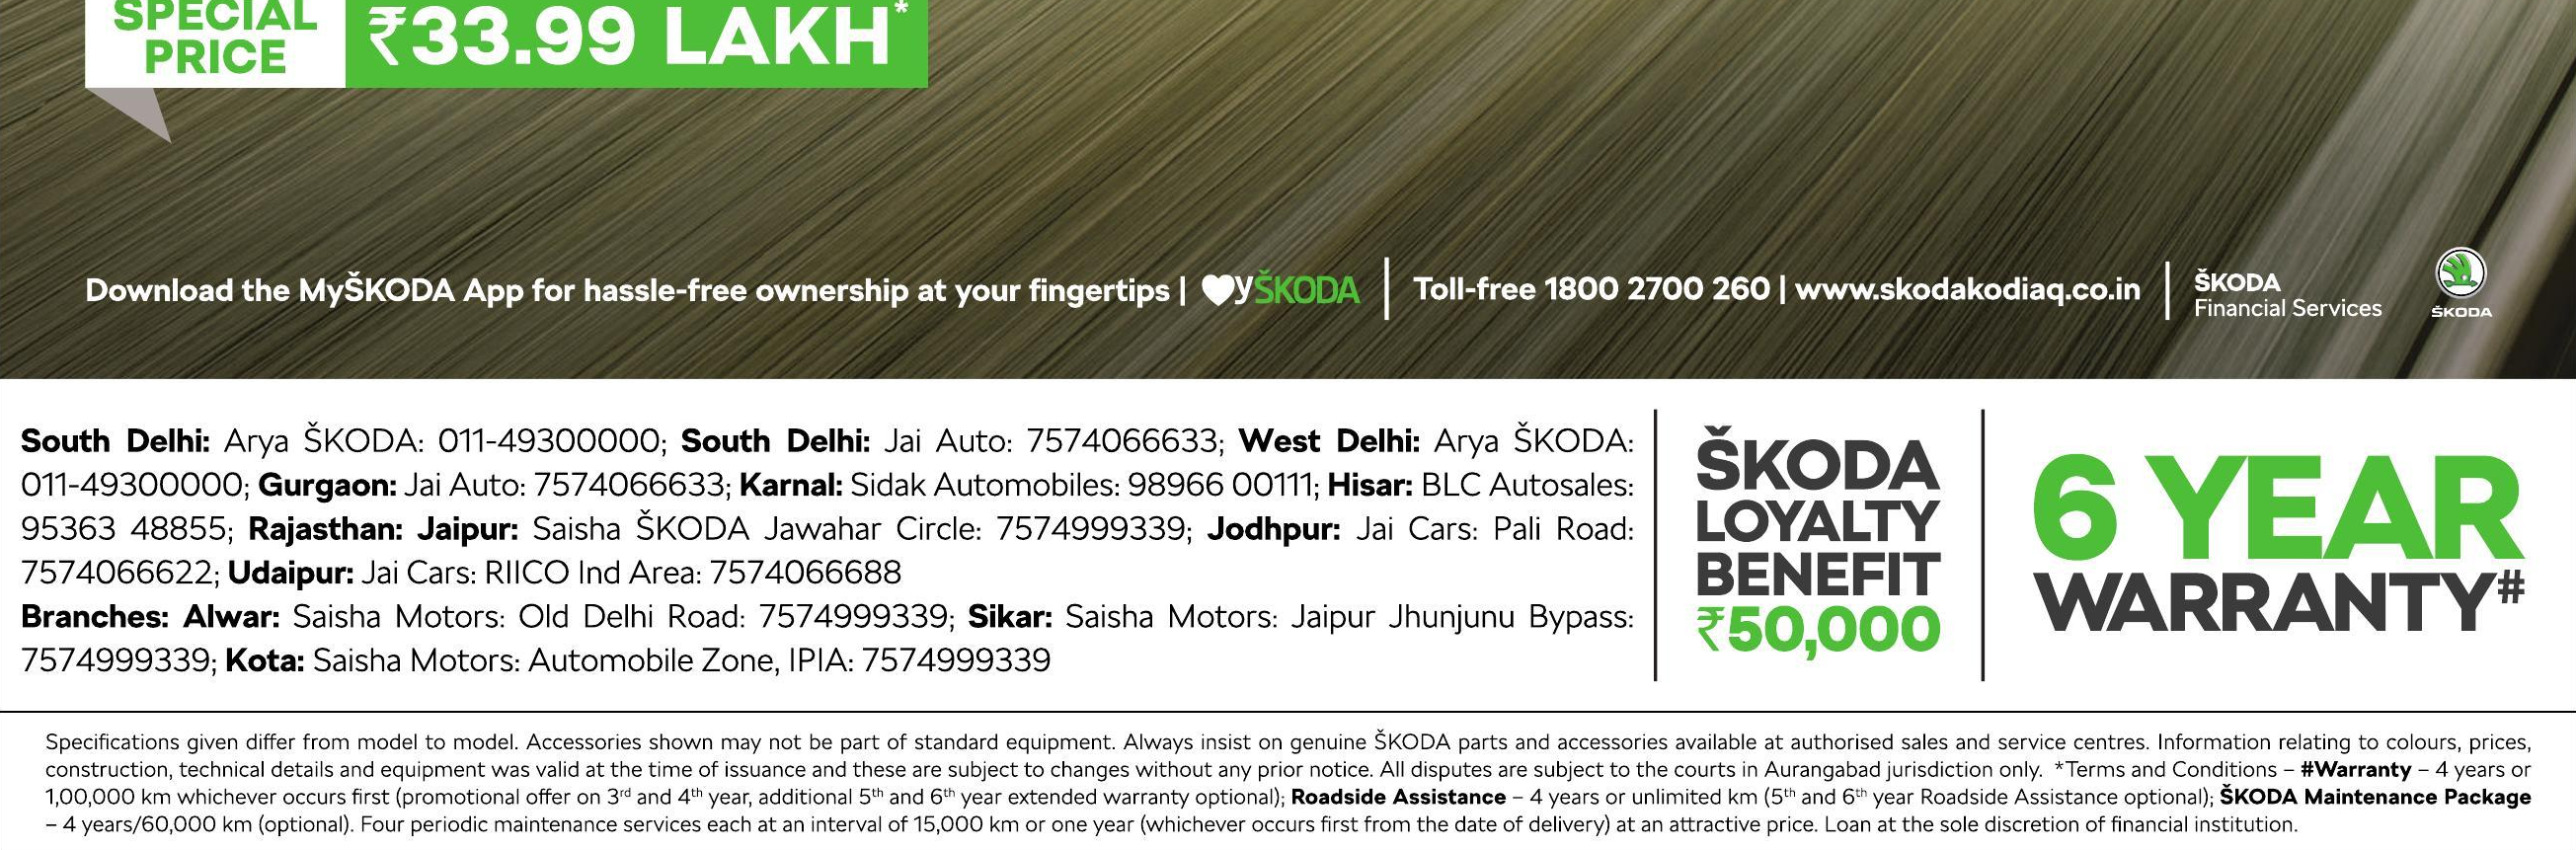 SPECIAL
PRICE
₹33.99 LAKH*
Download the MyŠKODA App for hassle-free ownership at your fingertips | yŠKODA | Toll-free 1800 2700 260 | www.skodakodiaq.co.in | ŠKODA
Financial Services
ŠKODA
South Delhi: Arya ŠKODA: 011-49300000; South Delhi: Jai Auto: 7574066633; West Delhi: Arya ŠKODA:
011-49300000; Gurgaon: Jai Auto: 7574066633; Karnal: Sidak Automobiles: 98966 00111; Hisar: BLC Autosales:
95363 48855; Rajasthan: Jaipur: Saisha ŠKODA Jawahar Circle: 7574999339; Jodhpur: Jai Cars: Pali Road:
7574066622; Udaipur: Jai Cars: RIICO Ind Area: 7574066688
Branches: Alwar: Saisha Motors: Old Delhi Road: 7574999339; Sikar: Saisha Motors: Jaipur Jhunjunu Bypass:
7574999339; Kota: Saisha Motors: Automobile Zone, IPIA: 7574999339
ŠKODA
LOYALTY
BENEFIT
₹50,000
6 YEAR
WARRANTY#
Specifications given differ from model to model. Accessories shown may not be part of standard equipment. Always insist on genuine ŠKODA parts and accessories available at authorised sales and service centres. Information relating to colours, prices,
construction, technical details and equipment was valid at the time of issuance and these are subject to changes without any prior notice. All disputes are subject to the courts in Aurangabad jurisdiction only. *Terms and Conditions – #Warranty – 4 years or
1,00,000 km whichever occurs first (promotional offer on 3rd and 4th year, additional 5th and 6th year extended warranty optional); Roadside Assistance – 4 years or unlimited km (5th and 6th year Roadside Assistance optional); ŠKODA Maintenance Package
– 4 years/60,000 km (optional). Four periodic maintenance services each at an interval of 15,000 km or one year (whichever occurs first from the date of delivery) at an attractive price. Loan at the sole discretion of financial institution.